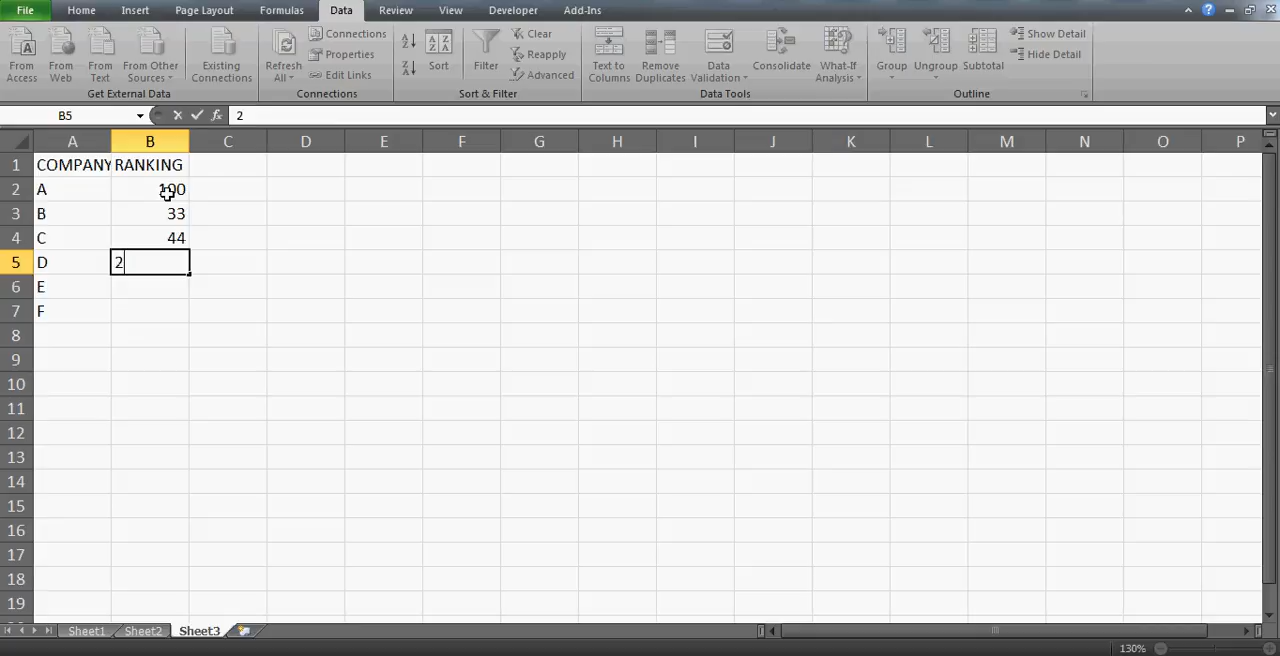 File Home Insert Page Layout Formulas Data Review View Developer Add-Ins
From Access
From Web
From Text
From Other Sources
Existing Connections
Get External Data
Refresh All
Connections
Properties
Edit Links
Connections
Sort
Filter
Clear
Reapply
Advanced
Sort & Filter
Text to Columns
Remove Duplicates
Data Validation
Consolidate
What-If Analysis
Data Tools
Group
Ungroup
Subtotal
Show Detail
Hide Detail
Outline
B5 fx 2
A B C D E F G H I J K L M N O P
1 COMPANY RANKING
2 A 100
3 B 33
4 C 44
5 D 2
6 E
7 F
8
9
10
11
12
13
14
15
16
17
18
19
Sheet1 Sheet2 Sheet3
130%